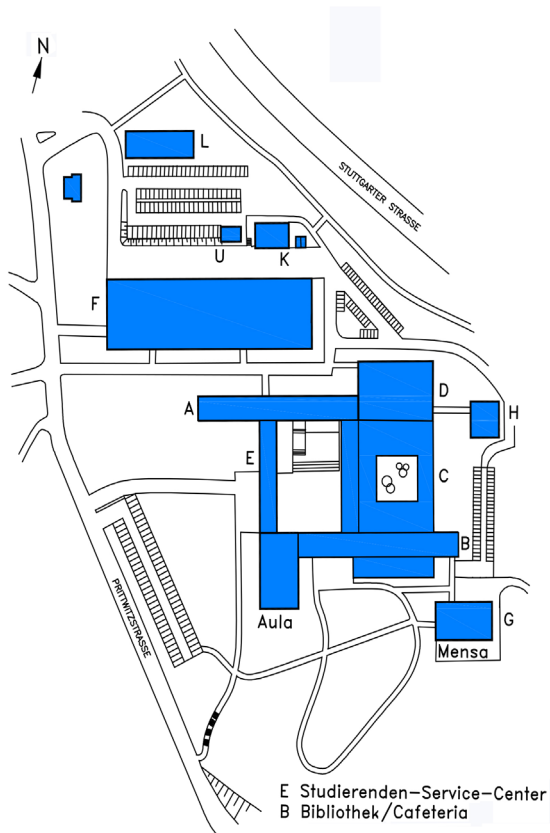 N
L
STUTTGARTER STRASSE
U
K
F
D
A
H
E
C
B
PRITTWITZSTRASSE
Aula
G
Mensa
E Studierenden-Service-Center
B Bibliothek/Cafeteria